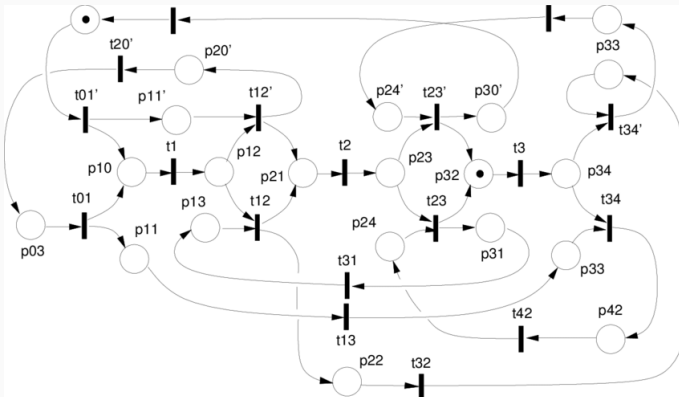 t20'
p20'
p33
t01'
p11'
t12'
p24'
t23'
p30'
t34'
t1
p12
t2
p23
t3
p10
p21
p32
p34
t01
p13
t12
t23
t34
p03
p11
p24
p31
p33
t31
t13
t42
p42
p22
t32